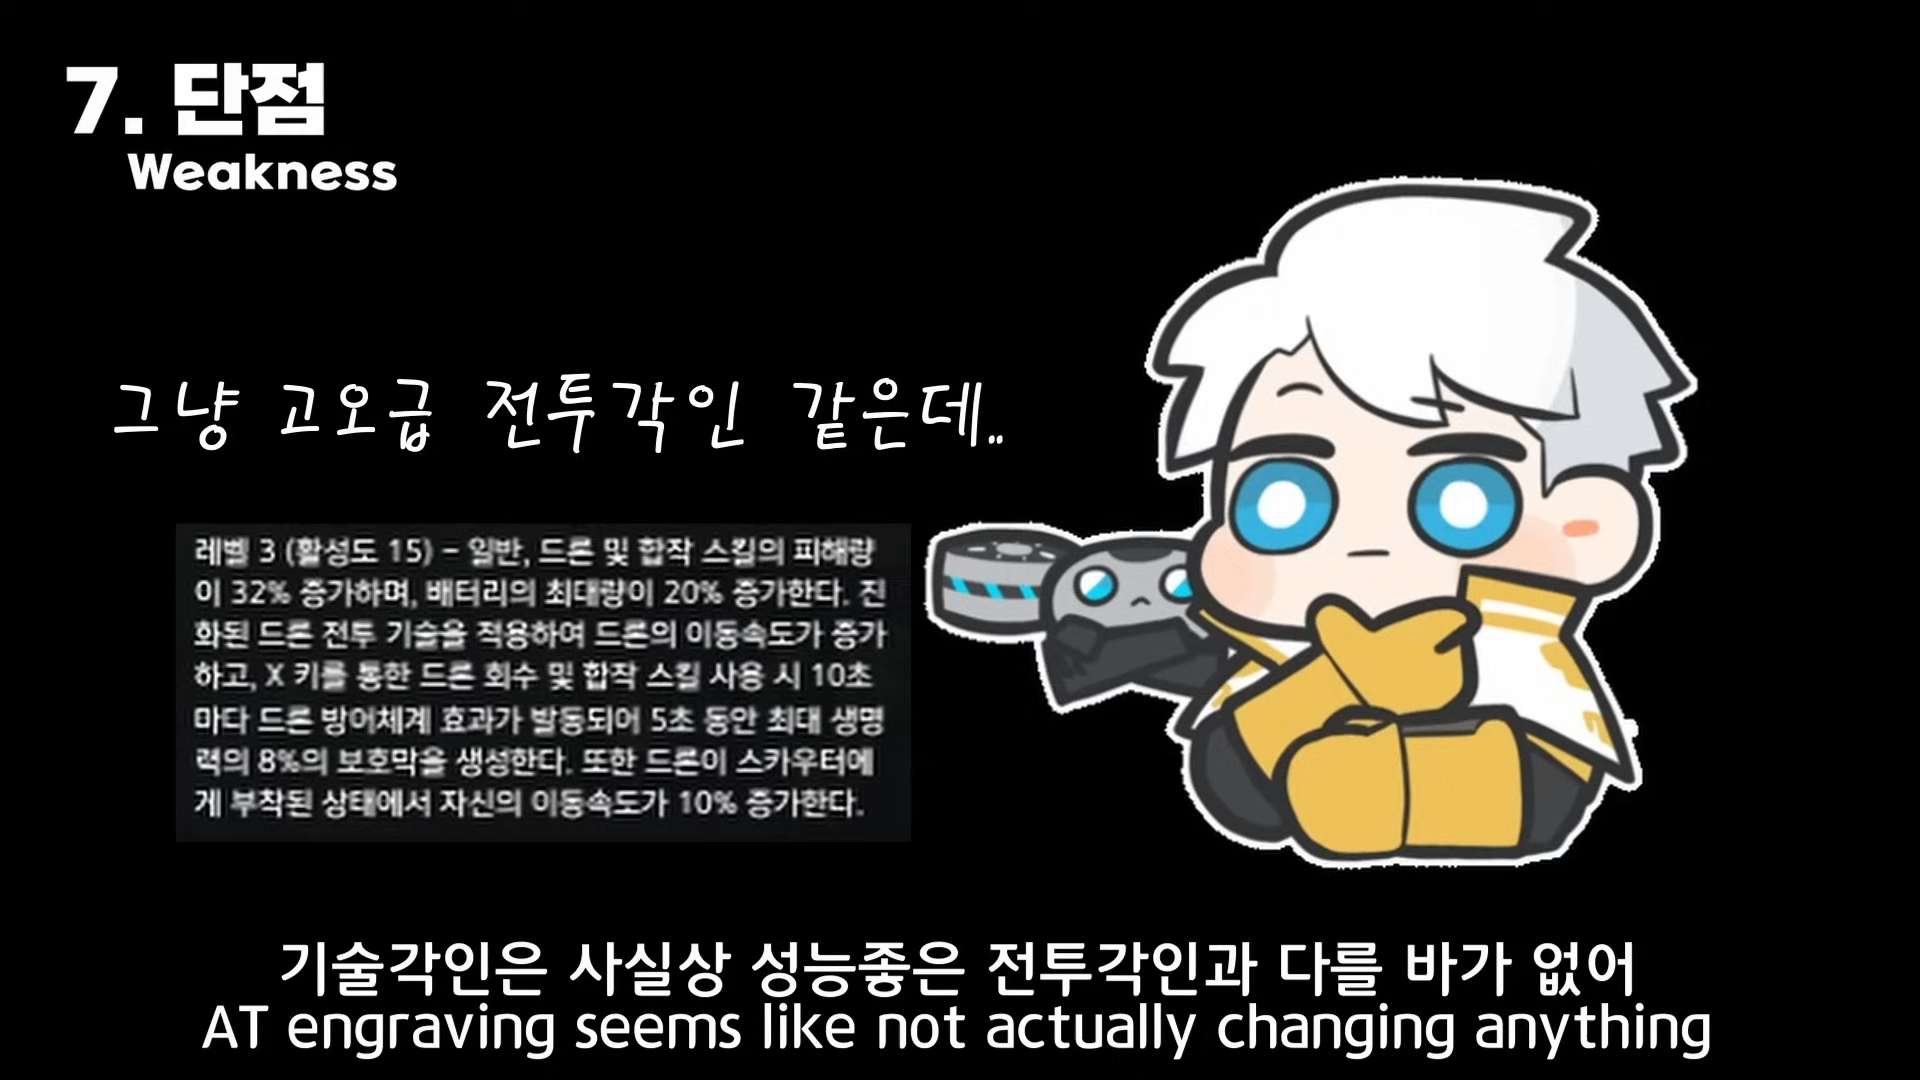 7. 단점
Weakness
그냥 고오급 전투각인 같은데..
레벨 3 (활성도 15) – 일반, 드론 및 합작 스킬의 피해량
이 32% 증가하며, 배터리의 최대량이 20% 증가한다. 진
화된 드론 전투 기술을 적용하여 드론의 이동속도가 증가
하고, X 키를 통한 드론 회수 및 합작 스킬 사용 시 10초
마다 드론 방어체계 효과가 발동되어 5초 동안 최대 생명
력의 8%의 보호막을 생성한다. 또한 드론이 스카우터에
게 부착된 상태에서 자신의 이동속도가 10% 증가한다.
기술각인은 사실상 성능좋은 전투각인과 다를 바가 없어
AT engraving seems like not actually changing anything